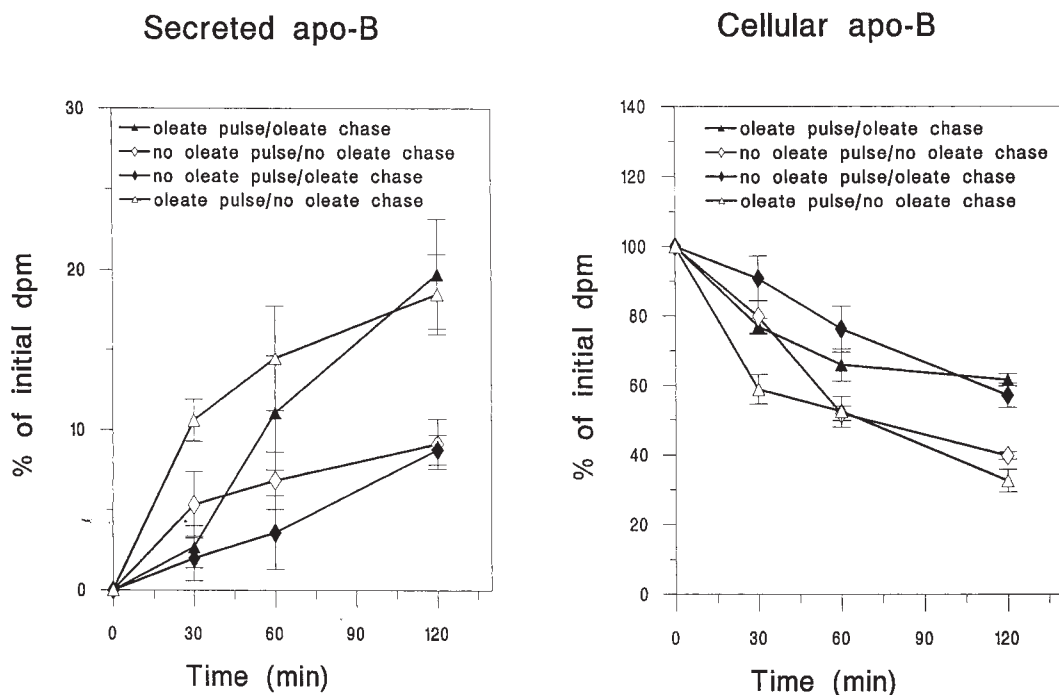 Secreted apo-B
30
20
10
0
% of initial dpm
oleate pulse/oleate chase
no oleate pulse/no oleate chase
no oleate pulse/oleate chase
oleate pulse/no oleate chase
0 30 60 90 120
Time (min)
Cellular apo-B
140
120
100
80
60
40
20
0
% of initial dpm
oleate pulse/oleate chase
no oleate pulse/no oleate chase
no oleate pulse/oleate chase
oleate pulse/no oleate chase
0 30 60 90 120
Time (min)